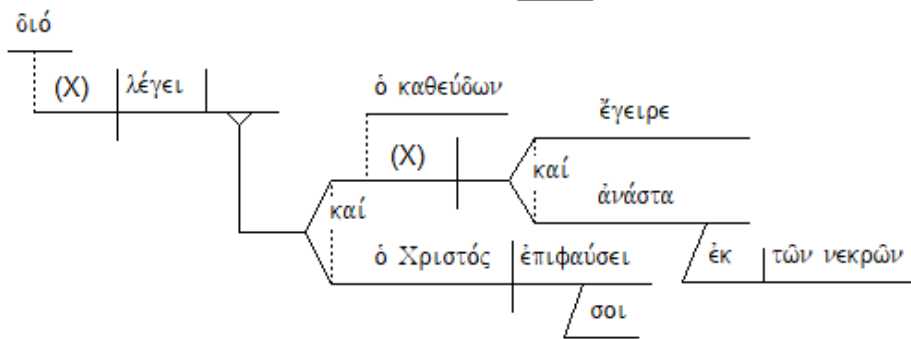 διό
(X) λέγει
ὁ καθεύδων
ἔγειρε
(X)
καί
ἀνάστα
καί
ὁ Χριστός ἐπιφαύσει
ἐκ τῶν νεκρῶν
σοι